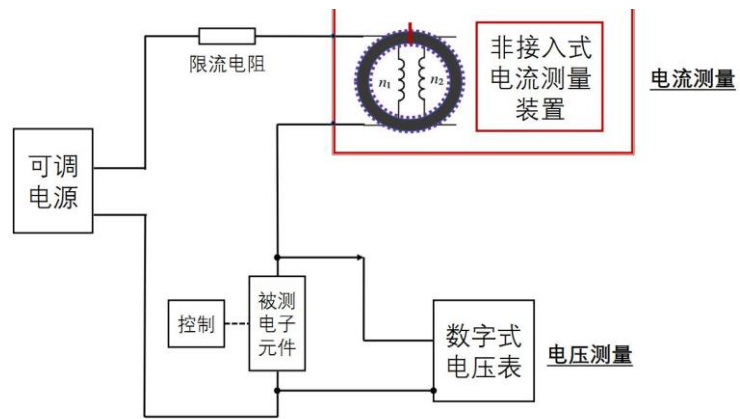 限流电阻
n1
n2
非接入式
电流测量
装置
电流测量
可调
电源
控制
被测
电子
元件
数字式
电压表
电压测量